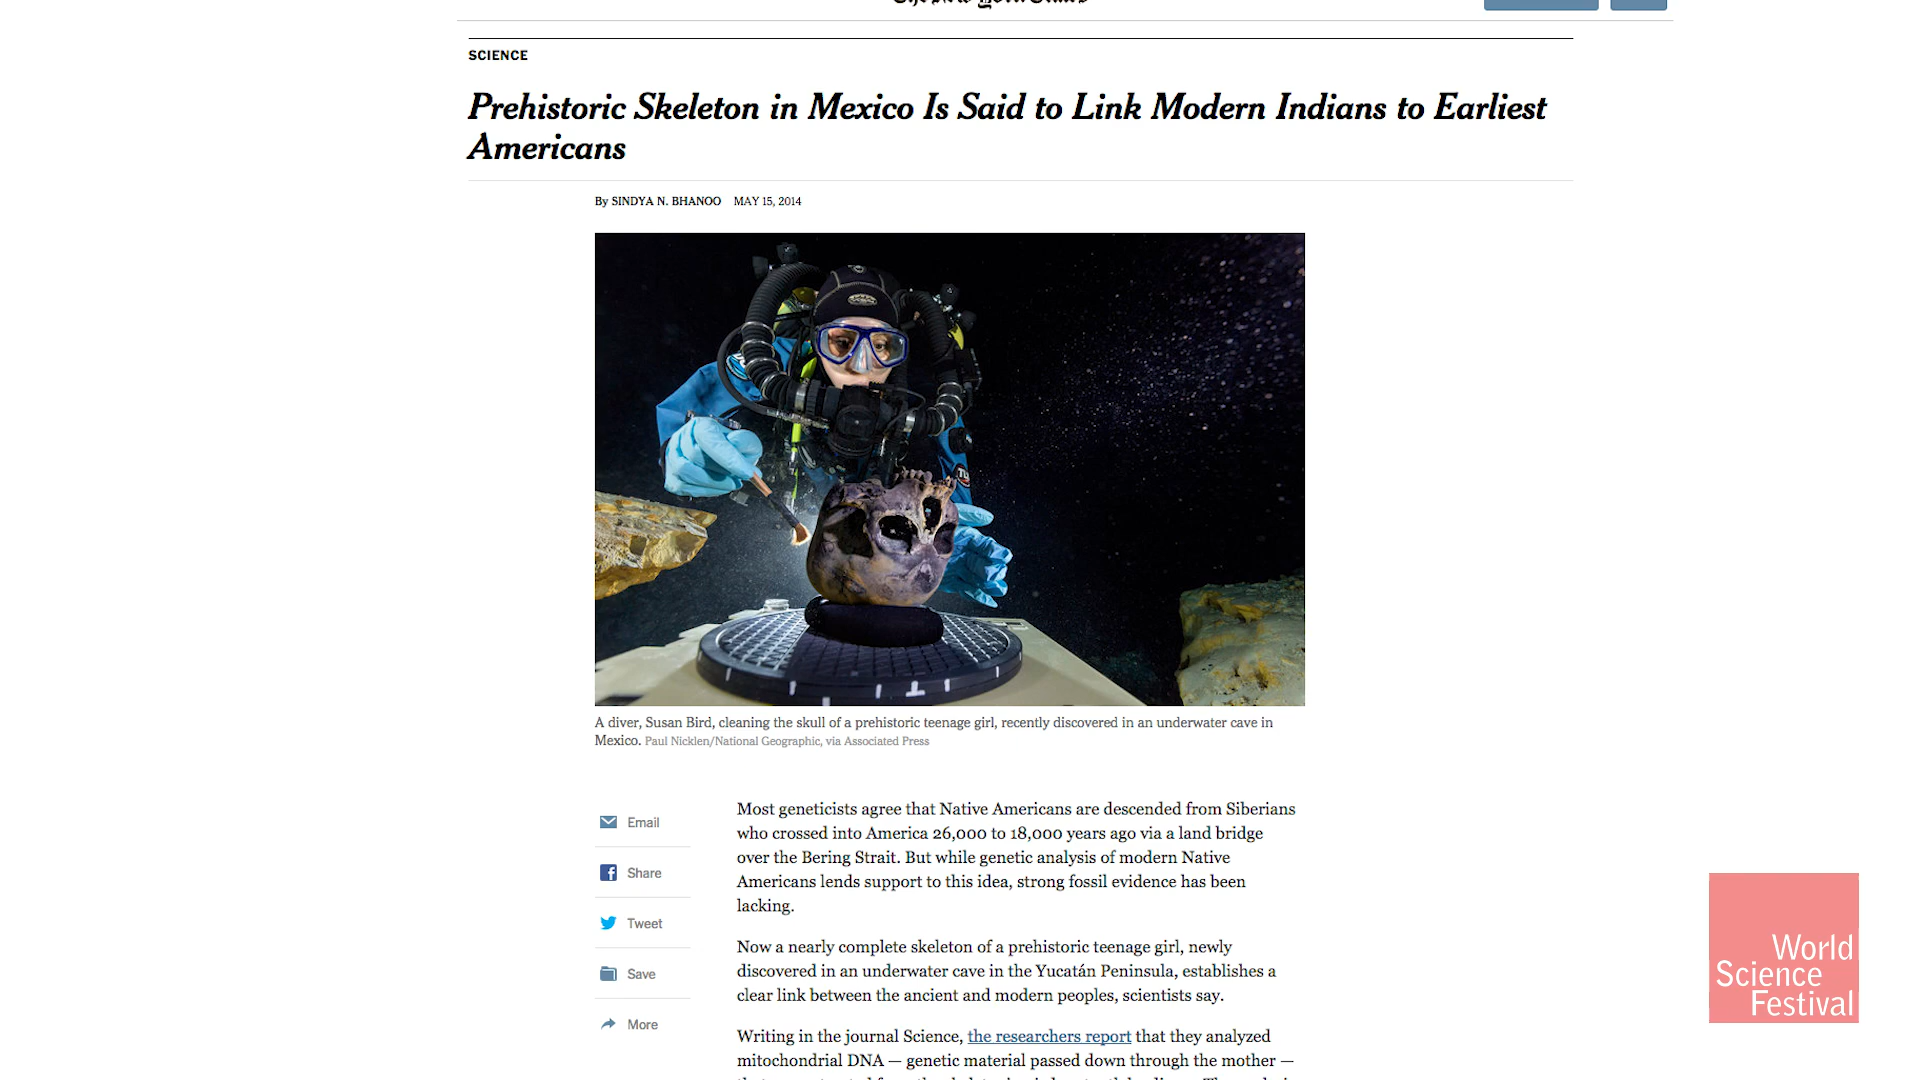 SCIENCE
Prehistoric Skeleton in Mexico Is Said to Link Modern Indians to Earliest
Americans
By SINDYA N. BHANOO MAY 15, 2014
A diver, Susan Bird, cleaning the skull of a prehistoric teenage girl, recently discovered in an underwater cave in
Mexico. Paul Nicklen/National Geographic, via Associated Press
Email
Share
Tweet
Save
More
Most geneticists agree that Native Americans are descended from Siberians
who crossed into America 26,000 to 18,000 years ago via a land bridge
over the Bering Strait. But while genetic analysis of modern Native
Americans lends support to this idea, strong fossil evidence has been
lacking.
Now a nearly complete skeleton of a prehistoric teenage girl, newly
discovered in an underwater cave in the Yucatán Peninsula, establishes a
clear link between the ancient and modern peoples, scientists say.
Writing in the journal Science, the researchers report that they analyzed
mitochondrial DNA — genetic material passed down through the mother —
World
Science
Festival